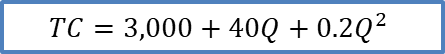 TC = 3,000 + 40Q + 0.2Q²